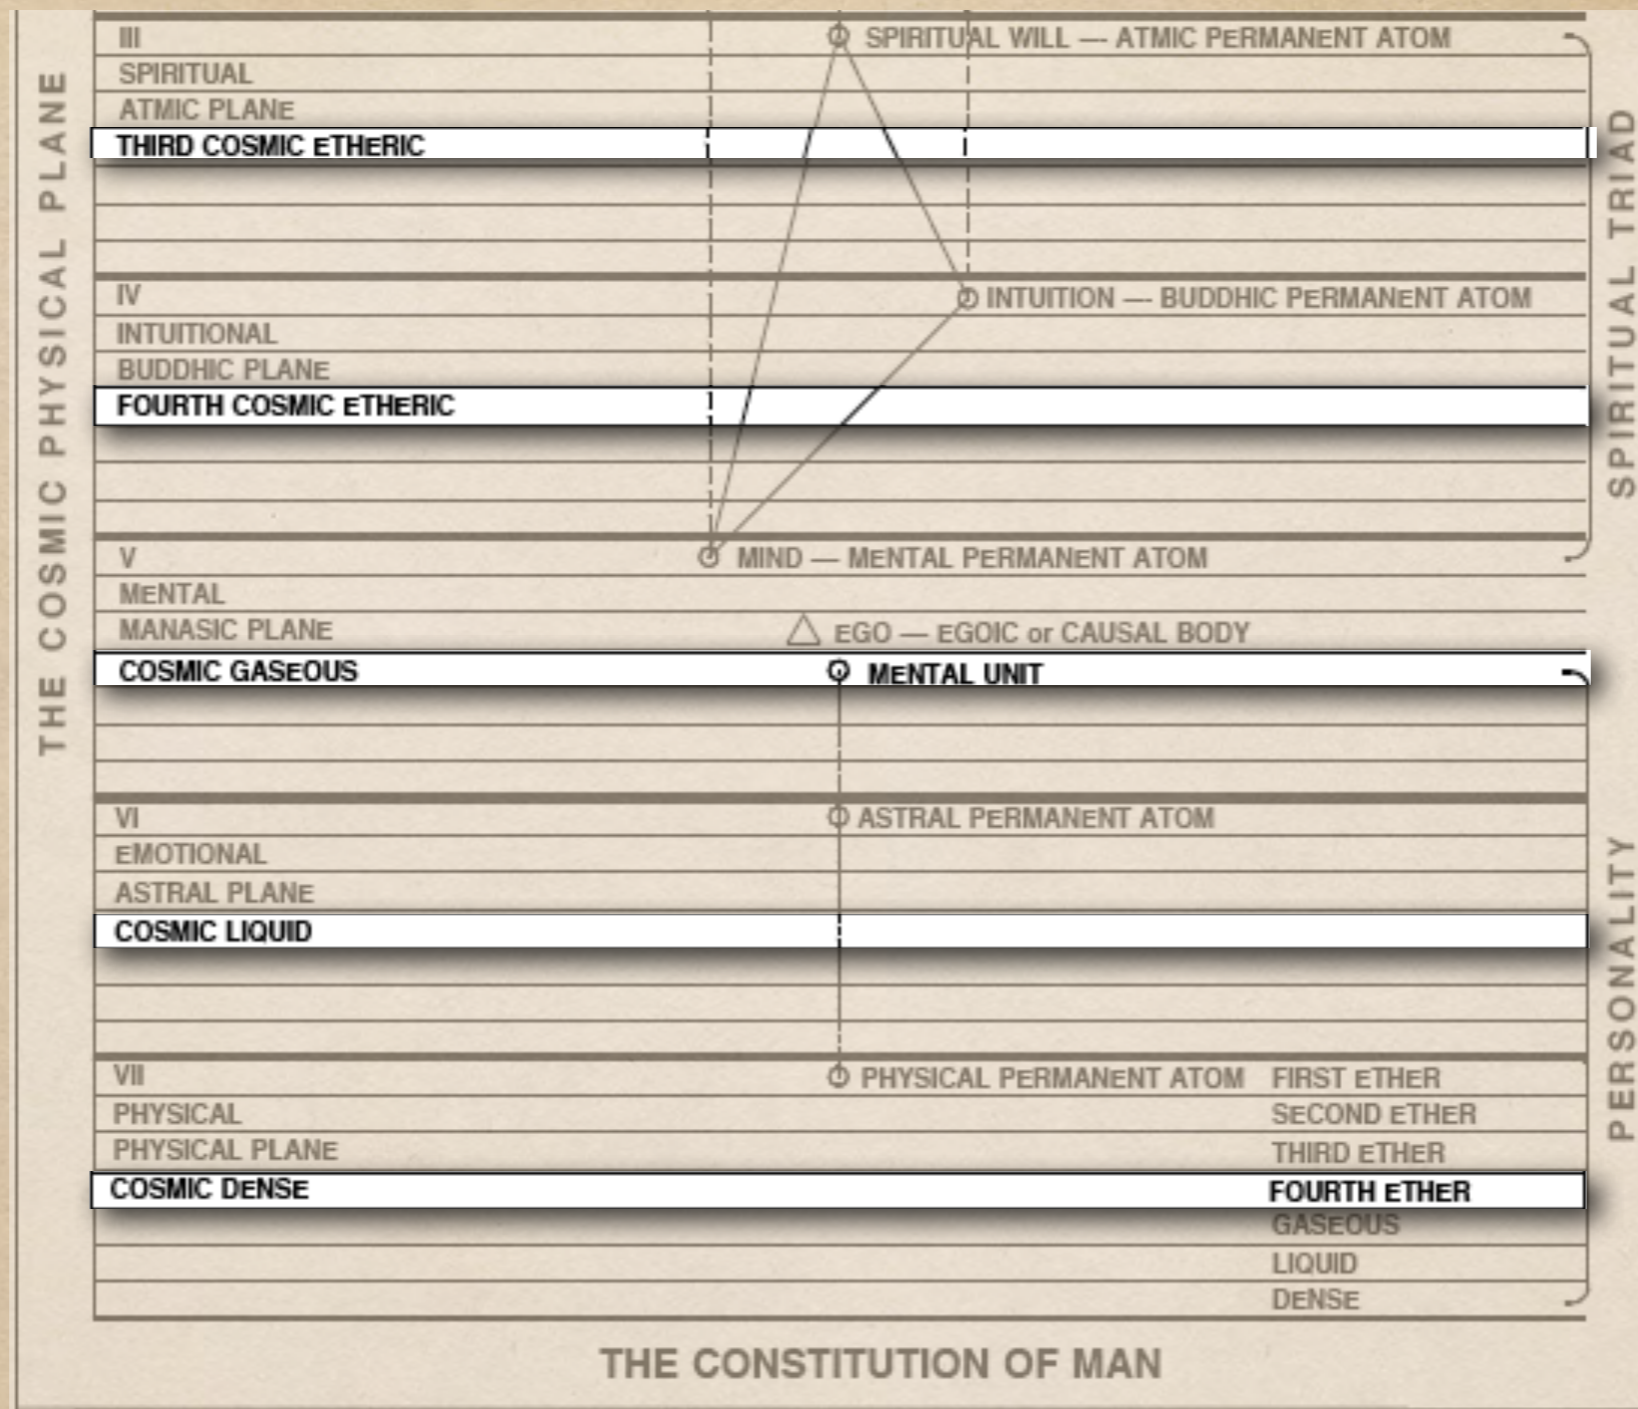 THE COSMIC PHYSICAL PLANE
III
SPIRITUAL WILL — ATMIC PERMANENT ATOM
SPIRITUAL
ATMIC PLANE
THIRD COSMIC ETHERIC
SPIRITUAL TRIAD
IV
INTUITION — BUDDHIC PERMANENT ATOM
INTUITIONAL
BUDDHIC PLANE
FOURTH COSMIC ETHERIC
V
MIND — MENTAL PERMANENT ATOM
MENTAL
MANASIC PLANE
EGO — EGOIC or CAUSAL BODY
COSMIC GASEOUS
MENTAL UNIT
VI
ASTRAL PERMANENT ATOM
EMOTIONAL
ASTRAL PLANE
COSMIC LIQUID
PERSONALITY
VII
PHYSICAL PERMANENT ATOM
FIRST ETHER
PHYSICAL
SECOND ETHER
PHYSICAL PLANE
THIRD ETHER
COSMIC DENSE
FOURTH ETHER
GASEOUS
LIQUID
DENSE
THE CONSTITUTION OF MAN